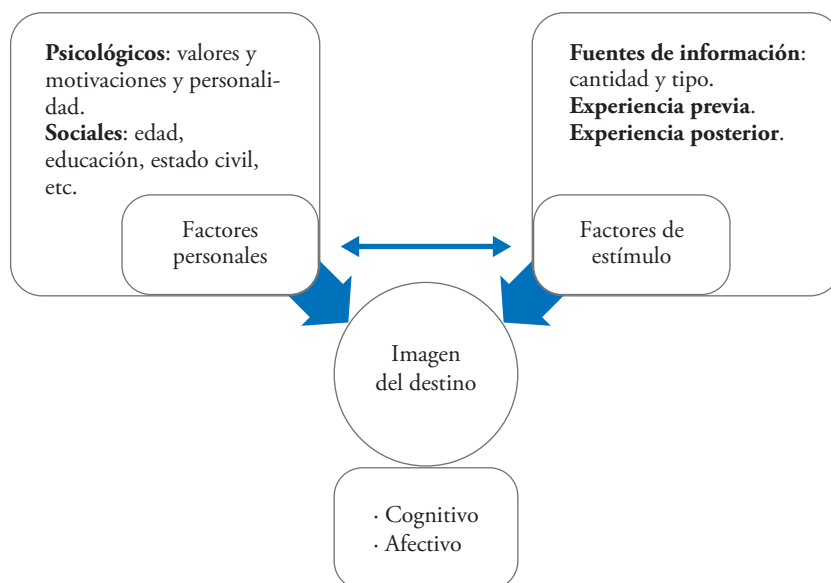 Psicológicos: valores y
motivaciones y personali-
dad.
Sociales: edad,
educación, estado civil,
etc.
Factores
personales
Fuentes de información:
cantidad y tipo.
Experiencia previa.
Experiencia posterior.
Factores de
estímulo
Imagen
del destino
· Cognitivo
· Afectivo